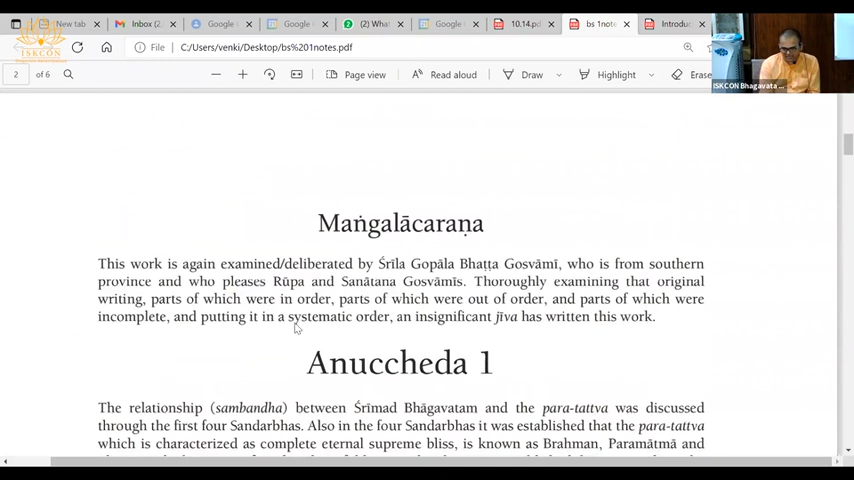 New tab
Inbox (2,
Google
Google
(2) What
Google
10.14.pd
bs 1note
Introduc
ISKCON
File
C:/Users/venki/Desktop/bs%201notes.pdf
2 of 6
Page view
Read aloud
Draw
Highlight
Erase
ISKCON Bhagavata ...
Maṅgalācaraṇa
This work is again examined/deliberated by Śrīla Gopāla Bhaṭṭa Gosvāmī, who is from southern
province and who pleases Rūpa and Sanātana Gosvāmīs. Thoroughly examining that original
writing, parts of which were in order, parts of which were out of order, and parts of which were
incomplete, and putting it in a systematic order, an insignificant jīva has written this work.
Anuccheda 1
The relationship (sambandha) between Śrīmad Bhāgavatam and the para-tattva was discussed
through the first four Sandarbhas. Also in the four Sandarbhas it was established that the para-tattva
which is characterized as complete eternal supreme bliss, is known as Brahman, Paramātmā and